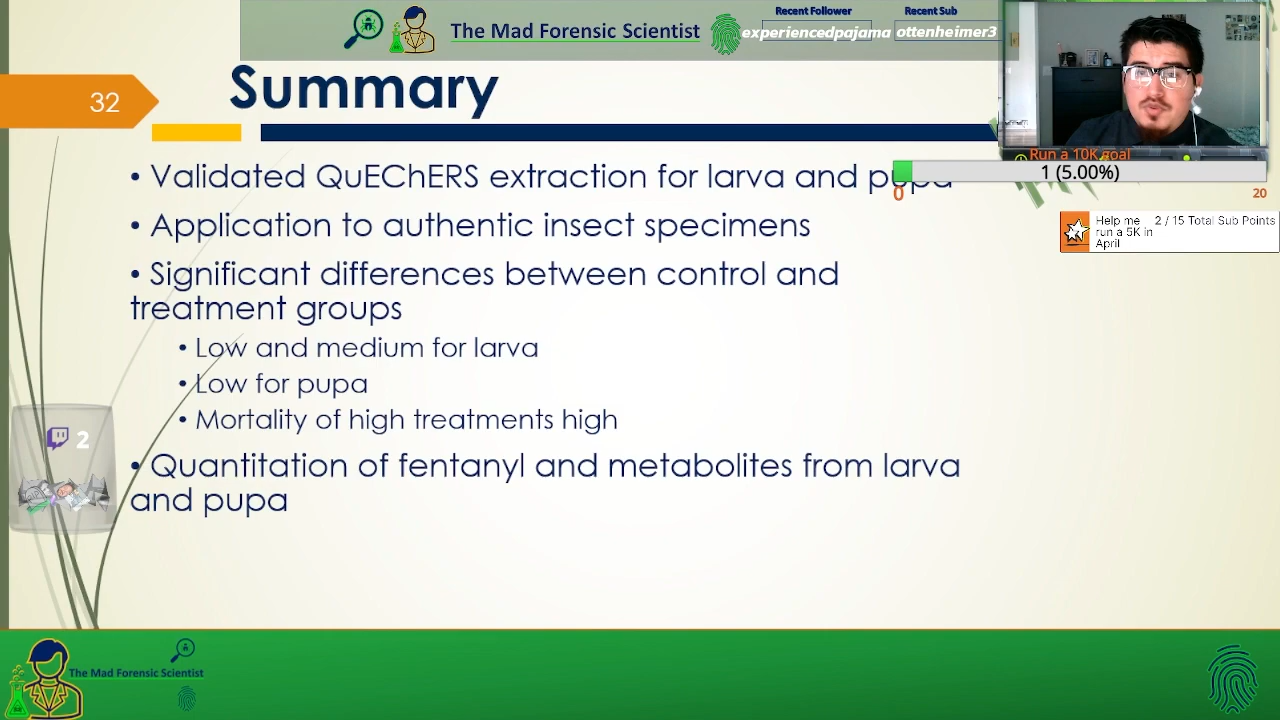 Recent Follower
Recent Sub
The Mad Forensic Scientist
experiencedpajama
ottenheimer3
32
Summary
Run a 10K goal
1 (5.00%)
0
20
Help me run a 5K in April
2 / 15 Total Sub Points
• Validated QuEChERS extraction for larva and pupa
• Application to authentic insect specimens
• Significant differences between control and
treatment groups
• Low and medium for larva
• Low for pupa
• Mortality of high treatments high
2
• Quantitation of fentanyl and metabolites from larva
and pupa
The Mad Forensic Scientist